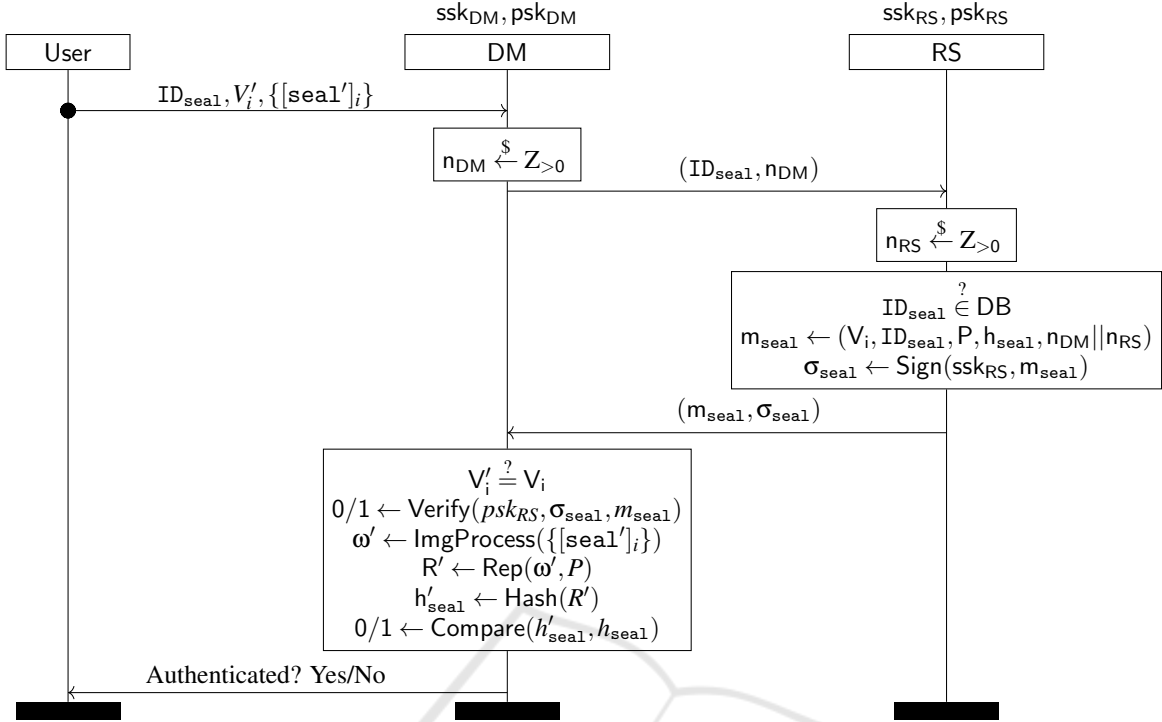 ssk_DM, psk_DM
ssk_RS, psk_RS
User
DM
RS
ID_seal, V′_i, {[seal′]_i}
n_DM ←$ Z_>0
(ID_seal, n_DM)
n_RS ←$ Z_>0
ID_seal ∈? DB
m_seal ← (V_i, ID_seal, P, h_seal, n_DM||n_RS)
σ_seal ← Sign(ssk_RS, m_seal)
(m_seal, σ_seal)
V′_i =? V_i
0/1 ← Verify(psk_RS, σ_seal, m_seal)
ω′ ← ImgProcess({[seal′]_i})
R′ ← Rep(ω′, P)
h′_seal ← Hash(R′)
0/1 ← Compare(h′_seal, h_seal)
Authenticated? Yes/No